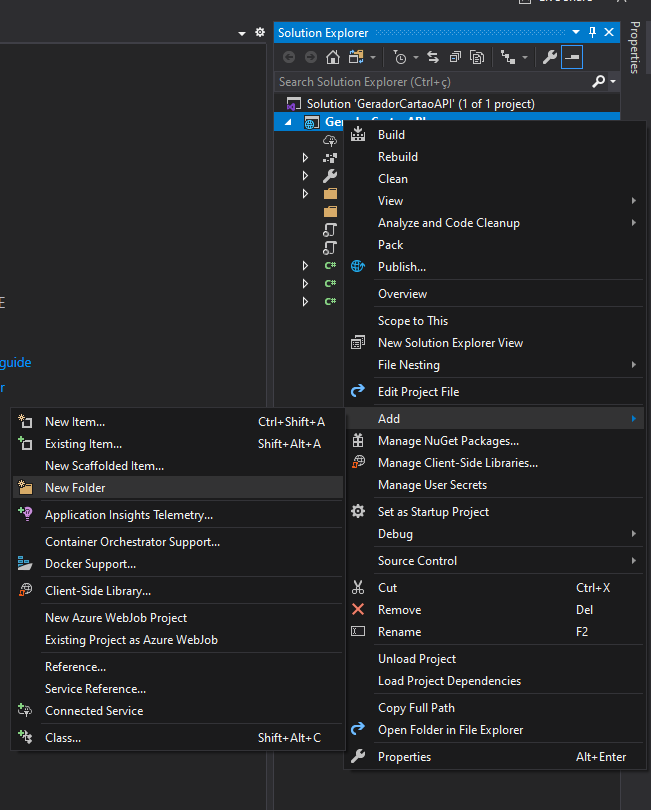 Live Share
Properties
Solution Explorer
Search Solution Explorer (Ctrl+ç)
Solution 'GeradorCartaoAPI' (1 of 1 project)
GeradorCartaoAPI
C#
C#
C#
E
guide
r
Build
Rebuild
Clean
View
Analyze and Code Cleanup
Pack
Publish...
Overview
Scope to This
New Solution Explorer View
File Nesting
Edit Project File
Add
Manage NuGet Packages...
Manage Client-Side Libraries...
Manage User Secrets
Set as Startup Project
Debug
Source Control
Cut Ctrl+X
Remove Del
Rename F2
Unload Project
Load Project Dependencies
Copy Full Path
Open Folder in File Explorer
Properties Alt+Enter
New Item... Ctrl+Shift+A
Existing Item... Shift+Alt+A
New Scaffolded Item...
New Folder
Application Insights Telemetry...
Container Orchestrator Support...
Docker Support...
Client-Side Library...
New Azure WebJob Project
Existing Project as Azure WebJob
Reference...
Service Reference...
Connected Service
Class... Shift+Alt+C